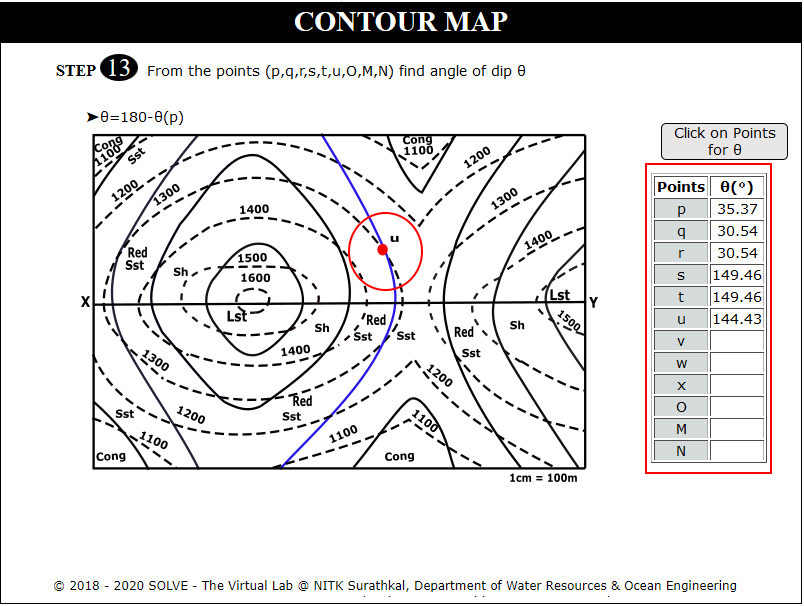 CONTOUR MAP
STEP 13 From the points (p,q,r,s,t,u,O,M,N) find angle of dip θ
➤θ=180-θ(p)
Cong
1100
Sst
1200
1300
1400
1500
1600
Lst
Red
Sst
Sh
Cong
1100
1200
1300
1400
u
X
Y
Lst
1500
Sh
Red
Sst
Sst
Red
Sst
Sh
1400
1300
1200
Red
Sst
1200
1100
Sst
1100
1100
Cong
Cong
1cm = 100m
Click on Points
for θ
Points θ(°)
p 35.37
q 30.54
r 30.54
s 149.46
t 149.46
u 144.43
v
w
x
O
M
N
© 2018 - 2020 SOLVE - The Virtual Lab @ NITK Surathkal, Department of Water Resources & Ocean Engineering